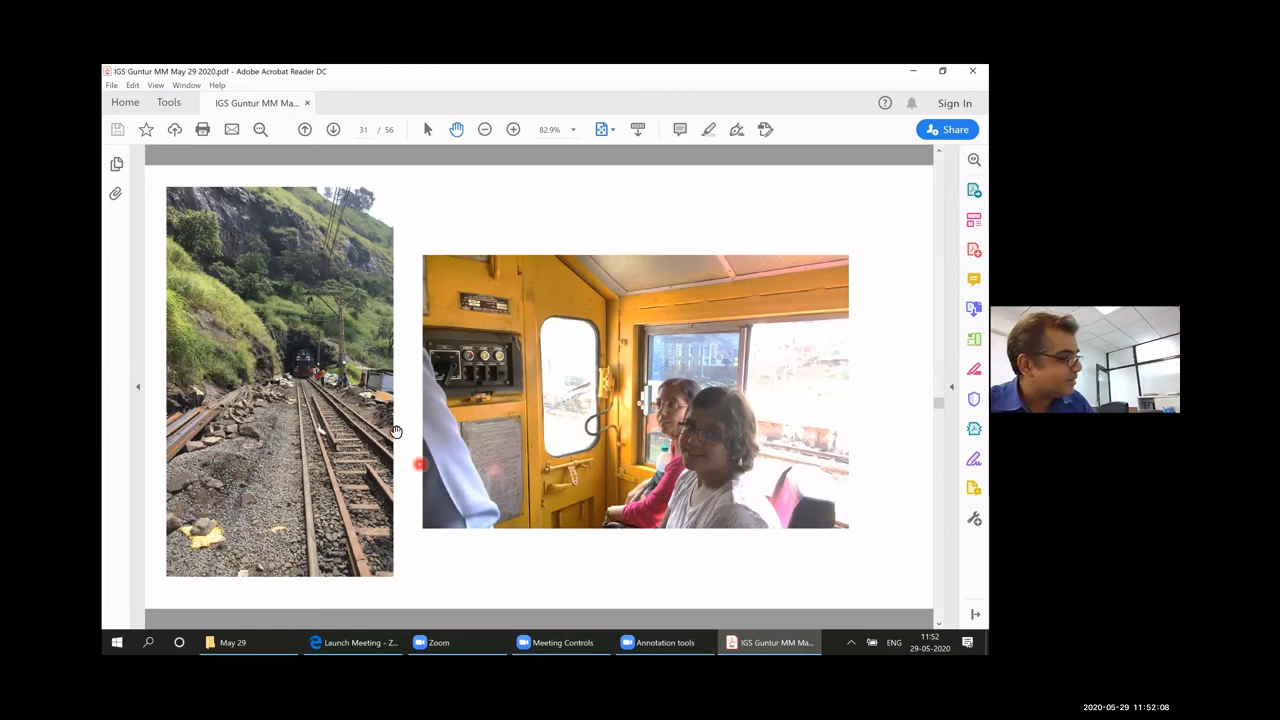 IGS Guntur MM May 29 2020.pdf - Adobe Acrobat Reader DC
File Edit View Window Help
Home Tools IGS Guntur MM Ma... × Sign In
31 / 56 82.9% Share
May 29 Launch Meeting - Z... Zoom Meeting Controls Annotation tools IGS Guntur MM Ma... ENG 11:52
29-05-2020
2020-05-29 11:52:08